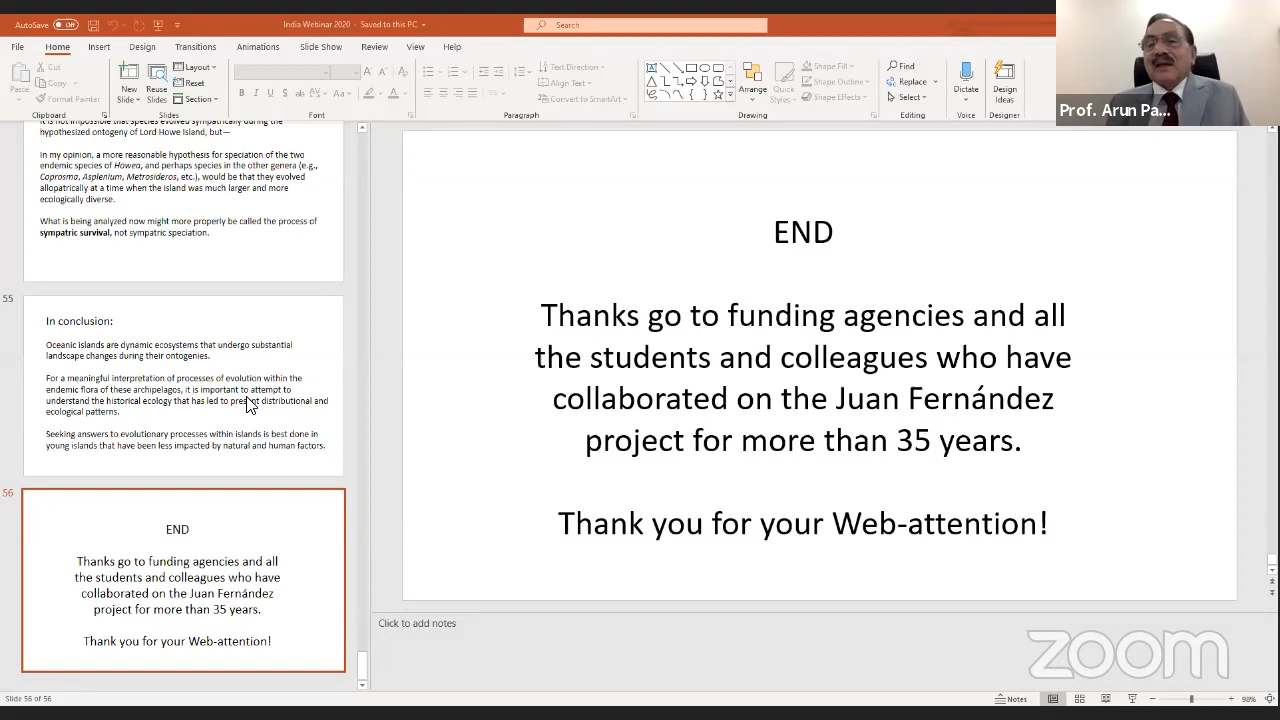 AutoSave Off India Webinar 2020 - Saved to this PC Search
File Home Insert Design Transitions Animations Slide Show Review View Help
Paste Cut Copy Format Painter New Slide Reuse Slides Layout Reset Section
B I U S ab AV Aa A
Text Direction Align Text Convert to SmartArt
Arrange Quick Styles Shape Fill Shape Outline Shape Effects
Find Replace Select Dictate Design Ideas
Clipboard Slides Font Paragraph Drawing Editing Voice Designer
Prof. Arun Pa...
It is not impossible that species evolved sympatrically during the
hypothesized ontogeny of Lord Howe Island, but—
In my opinion, a more reasonable hypothesis for speciation of the two
endemic species of Howea, and perhaps species in the other genera (e.g.,
Coprosma, Asplenium, Metrosideros, etc.), would be that they evolved
allopatrically at a time when the island was much larger and more
ecologically diverse.
What is being analyzed now might more properly be called the process of
sympatric survival, not sympatric speciation.
55
In conclusion:
Oceanic islands are dynamic ecosystems that undergo substantial
landscape changes during their ontogenies.
For a meaningful interpretation of processes of evolution within the
endemic flora of these archipelagos, it is important to attempt to
understand the historical ecology that has led to present distributional and
ecological patterns.
Seeking answers to evolutionary processes within islands is best done in
young islands that have been less impacted by natural and human factors.
56
END
Thanks go to funding agencies and all
the students and colleagues who have
collaborated on the Juan Fernández
project for more than 35 years.
Thank you for your Web-attention!
END
Thanks go to funding agencies and all
the students and colleagues who have
collaborated on the Juan Fernández
project for more than 35 years.
Thank you for your Web-attention!
Click to add notes
zoom
Slide 56 of 56 Notes 98%